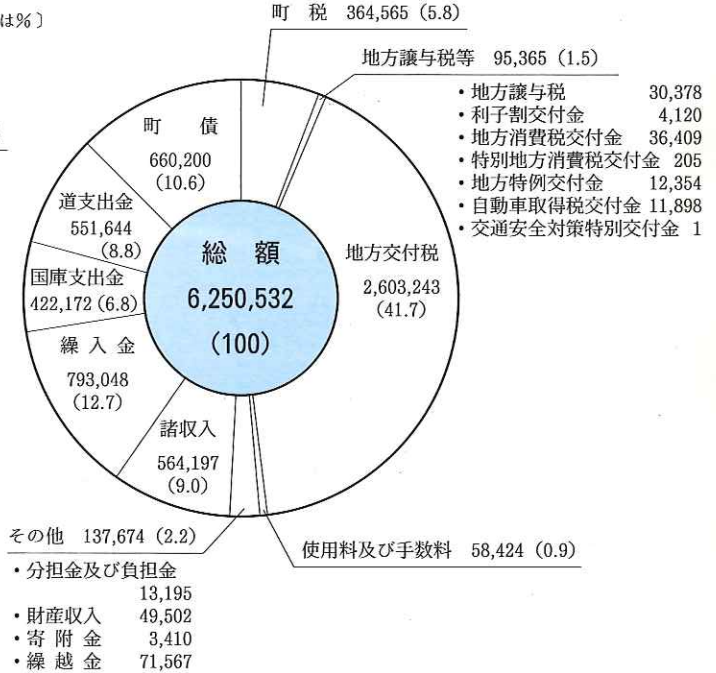 は%〕
町 税 364,565 (5.8)
地方譲与税等 95,365 (1.5)
・地方譲与税 30,378
・利子割交付金 4,120
・地方消費税交付金 36,409
・特別地方消費税交付金 205
・地方特例交付金 12,354
・自動車取得税交付金 11,898
・交通安全対策特別交付金 1
町 債
660,200
(10.6)
道支出金
551,644
(8.8)
国庫支出金
422,172 (6.8)
繰 入 金
793,048
(12.7)
諸収入
564,197
(9.0)
総 額
6,250,532
(100)
地方交付税
2,603,243
(41.7)
その他 137,674 (2.2)
・分担金及び負担金
13,195
・財産収入 49,502
・寄 附 金 3,410
・繰 越 金 71,567
使用料及び手数料 58,424 (0.9)